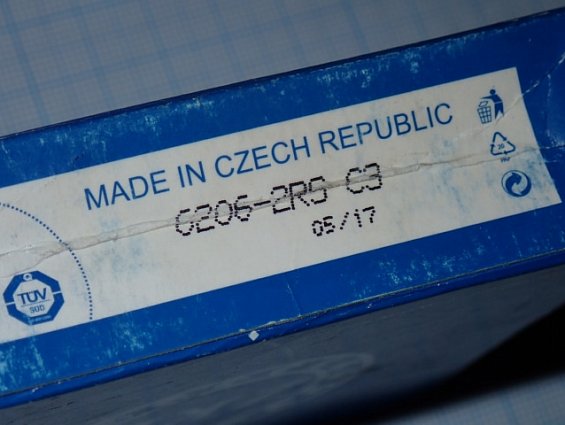 MADE IN CZECH REPUBLIC
6206-2RS C3
05/17
TÜV
SÜD